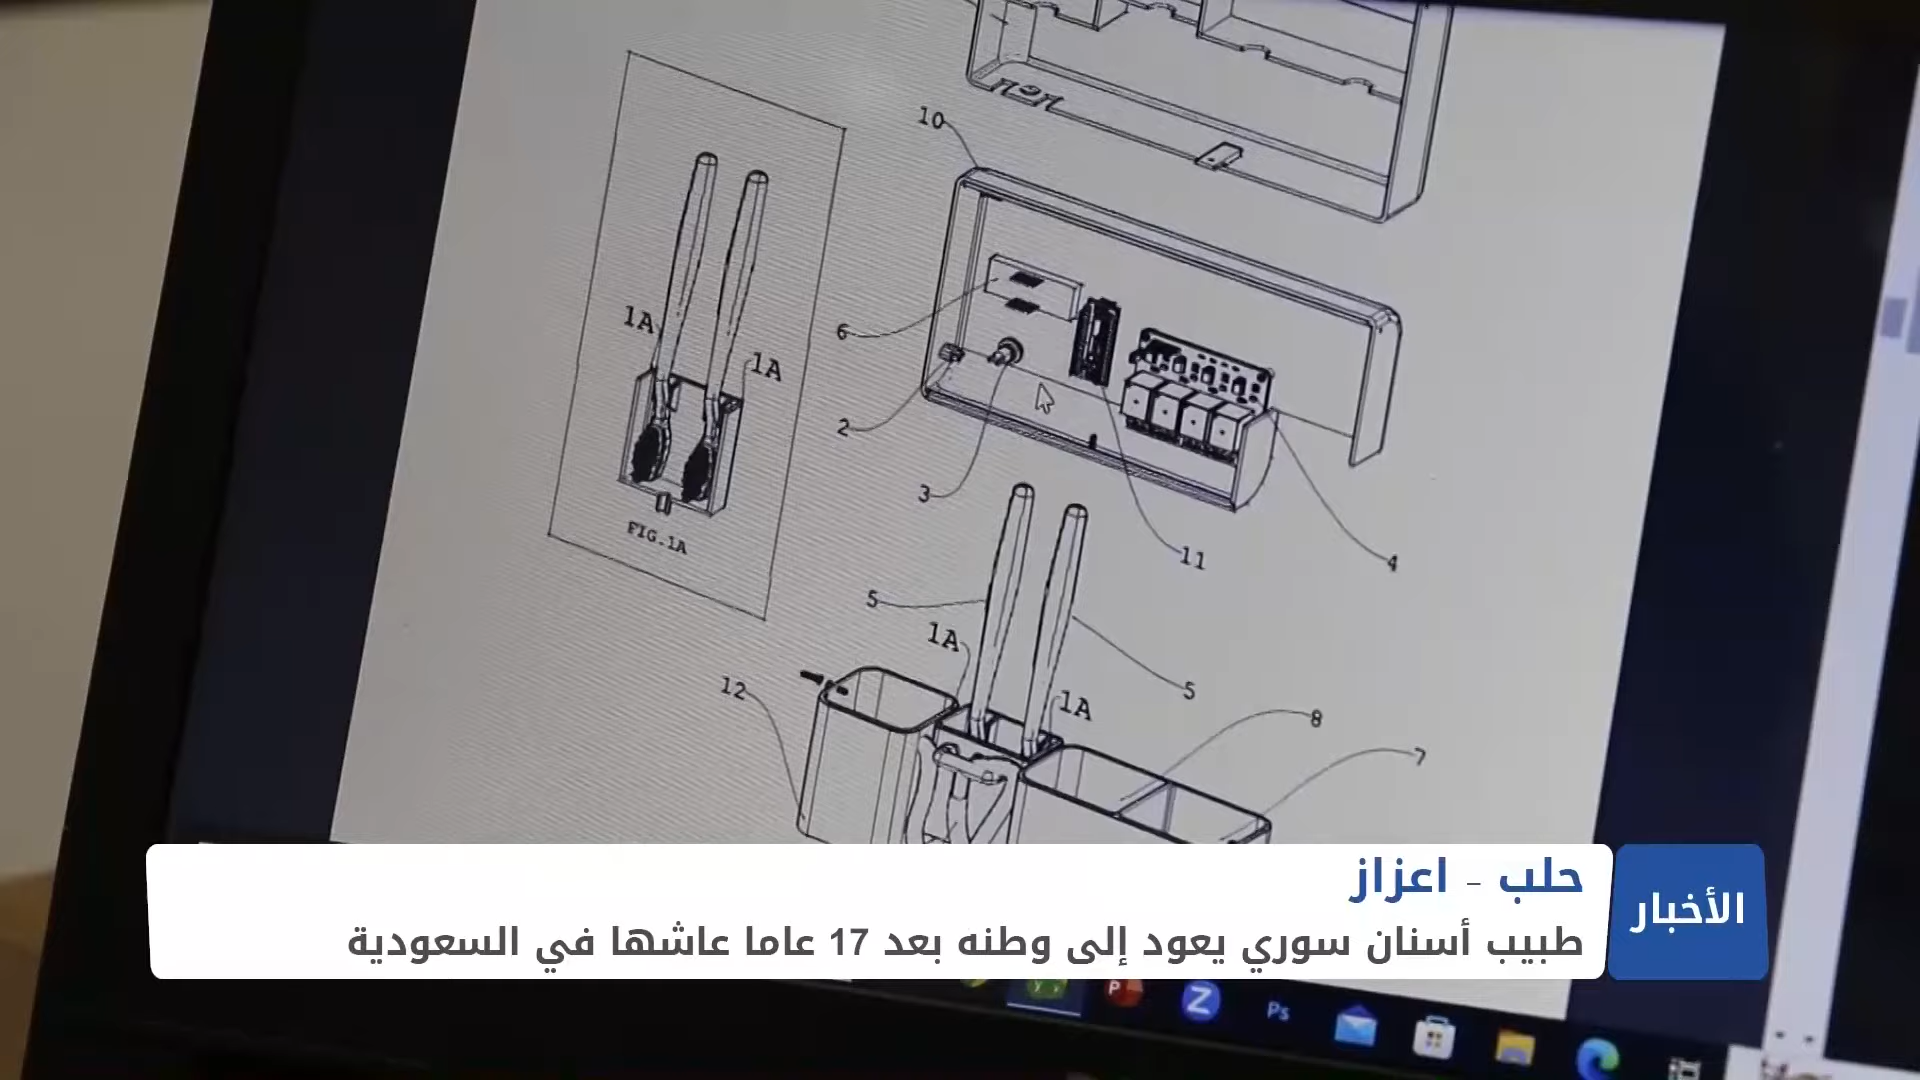 10
1A
1A
6
2
3
FIG.1A
11
4
5
1A
5
12
1A
8
7
حلب - اعزاز
الأخبار
طبيب أسنان سوري يعود إلى وطنه بعد 17 عاما عاشها في السعودية
P
Z
Ps